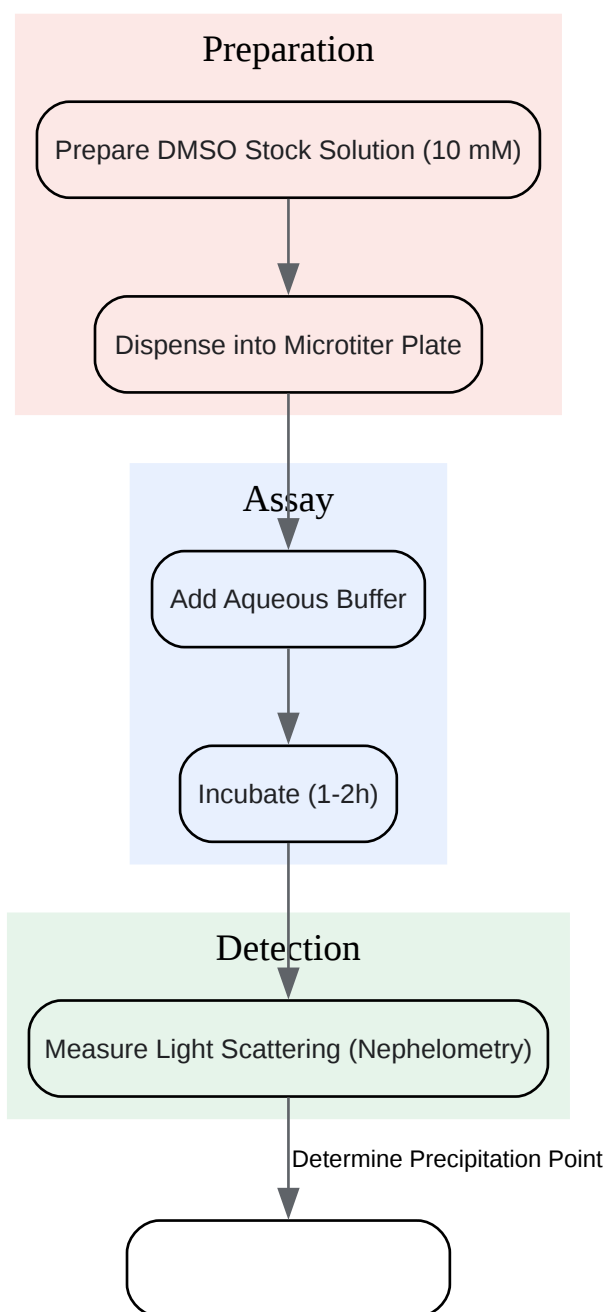 Preparation
Prepare DMSO Stock Solution (10 mM)
Dispense into Microtiter Plate
Assay
Add Aqueous Buffer
Incubate (1-2h)
Detection
Measure Light Scattering (Nephelometry)
Determine Precipitation Point